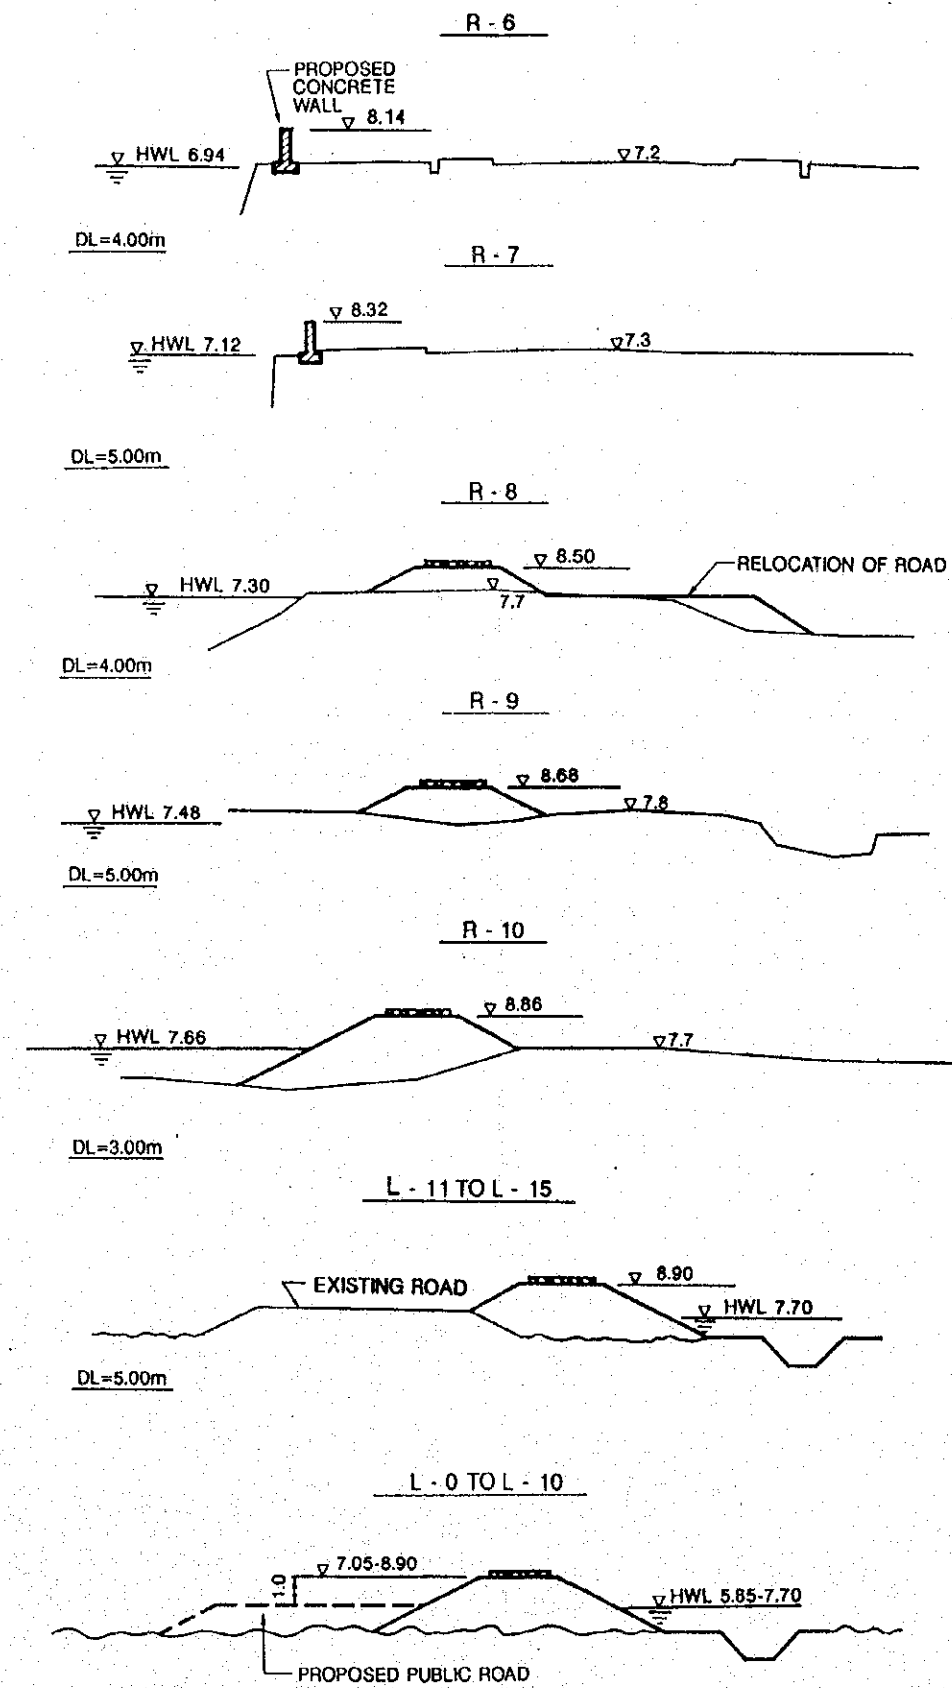 R - 6
PROPOSED
CONCRETE
WALL
8.14
HWL 6.94
7.2
DL=4.00m
R - 7
8.32
HWL 7.12
7.3
DL=5.00m
R - 8
8.50
RELOCATION OF ROAD
HWL 7.30
7.7
DL=4.00m
R - 9
8.68
HWL 7.48
7.8
DL=5.00m
R - 10
8.86
HWL 7.66
7.7
DL=3.00m
L - 11 TO L - 15
EXISTING ROAD
8.90
HWL 7.70
DL=5.00m
L - 0 TO L - 10
7.05-8.90
1.0
HWL 5.85-7.70
PROPOSED PUBLIC ROAD